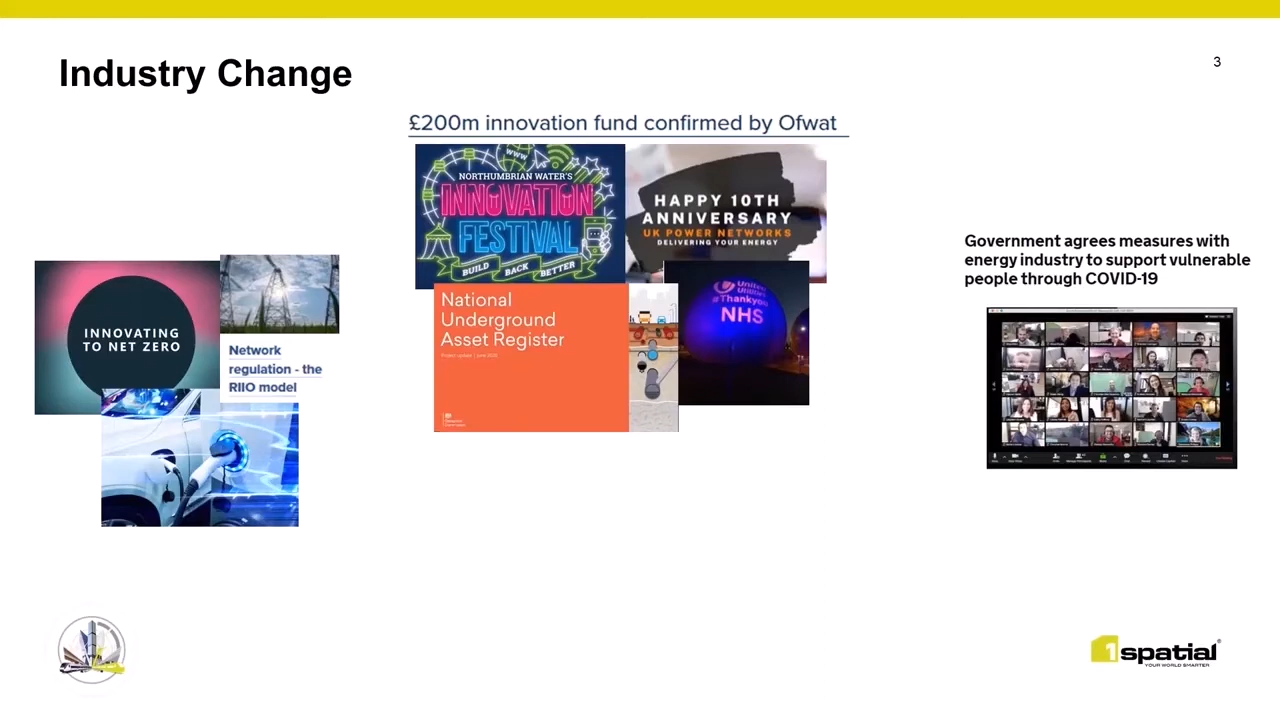 Industry Change
3
£200m innovation fund confirmed by Ofwat
WWW
NORTHUMBRIAN WATER'S
INNOVATION
FESTIVAL
BUILD BACK BETTER
HAPPY 10TH
ANNIVERSARY
UK POWER NETWORKS
DELIVERING YOUR ENERGY
National
Underground
Asset Register
Project update | June 2020
United
Utilities
#Thankyou
NHS
INNOVATING
TO NET ZERO
Network
regulation - the
RIIO model
Government agrees measures with
energy industry to support vulnerable
people through COVID-19
1spatial®
YOUR WORLD SMARTER